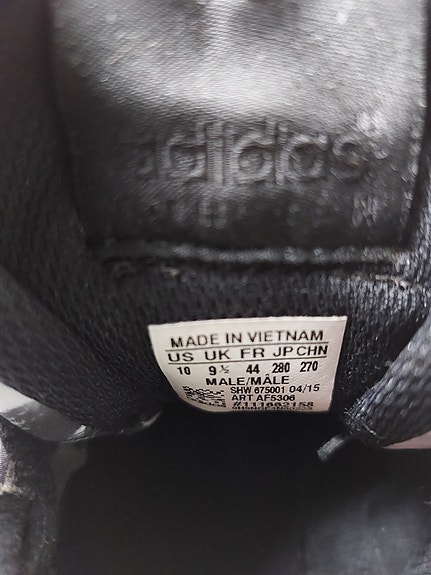 adidas
MADE IN VIETNAM
US UK FR JP CHN
10 9½ 44 280 270
MALE/MÂLE
SHW 675001 04/15
ART AF5306
#111662158